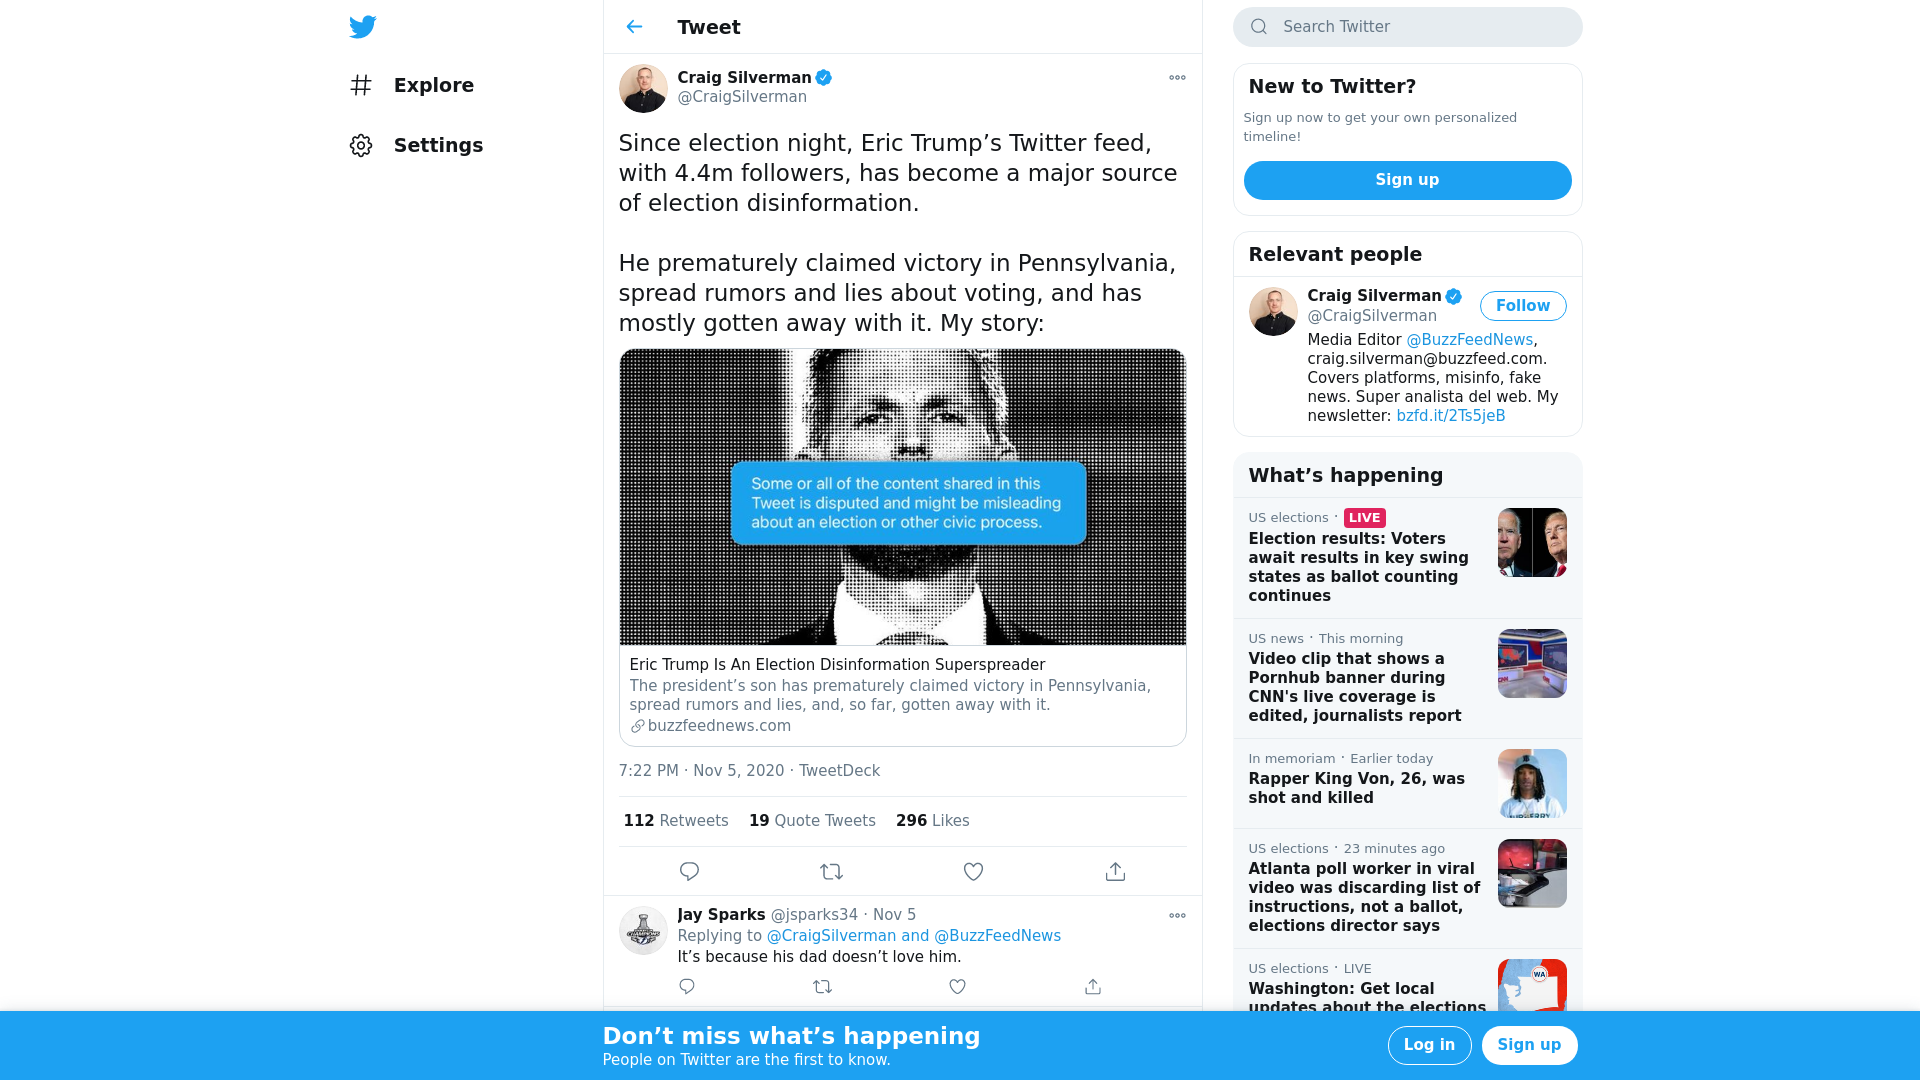 Explore
Settings
Tweet
Craig Silverman
@CraigSilverman
Since election night, Eric Trump’s Twitter feed,
with 4.4m followers, has become a major source
of election disinformation.
He prematurely claimed victory in Pennsylvania,
spread rumors and lies about voting, and has
mostly gotten away with it. My story:
Some or all of the content shared in this
Tweet is disputed and might be misleading
about an election or other civic process.
Eric Trump Is An Election Disinformation Superspreader
The president’s son has prematurely claimed victory in Pennsylvania,
spread rumors and lies, and, so far, gotten away with it.
buzzfeednews.com
7:22 PM · Nov 5, 2020 · TweetDeck
112 Retweets 19 Quote Tweets 296 Likes
Jay Sparks @jsparks34 · Nov 5
Replying to @CraigSilverman and @BuzzFeedNews
It’s because his dad doesn’t love him.
Search Twitter
New to Twitter?
Sign up now to get your own personalized
timeline!
Sign up
Relevant people
Craig Silverman
@CraigSilverman
Follow
Media Editor @BuzzFeedNews,
craig.silverman@buzzfeed.com.
Covers platforms, misinfo, fake
news. Super analista del web. My
newsletter: bzfd.it/2Ts5jeB
What’s happening
US elections · LIVE
Election results: Voters
await results in key swing
states as ballot counting
continues
US news · This morning
Video clip that shows a
Pornhub banner during
CNN's live coverage is
edited, journalists report
In memoriam · Earlier today
Rapper King Von, 26, was
shot and killed
US elections · 23 minutes ago
Atlanta poll worker in viral
video was discarding list of
instructions, not a ballot,
elections director says
US elections · LIVE
Washington: Get local
updates about the elections
WA
Don’t miss what’s happening
People on Twitter are the first to know.
Log in
Sign up